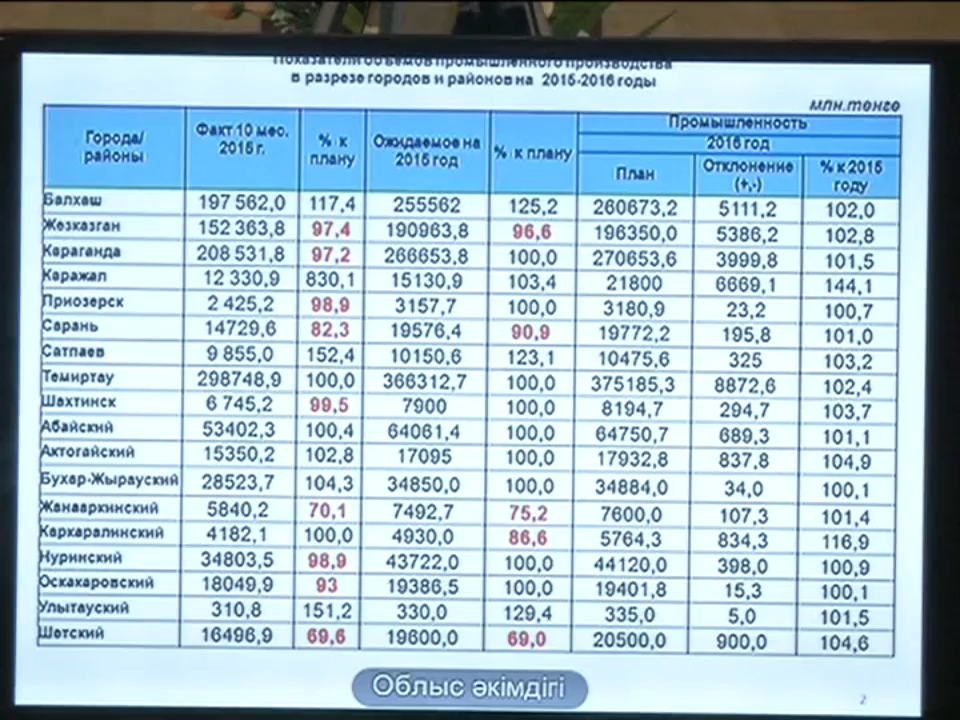 Показатели объемов промышленного производства
в разрезе городов и районов на 2015-2016 годы
млн.тенге
Города/ районы | Факт 10 мес. 2015 г. | % к плану | Ожидаемое на 2015 год | % к плану | Промышленность
2016 год
План | Отклонение (+,-) | % к 2015 году
Балхаш 197 562,0 117,4 255562 125,2 260673,2 5111,2 102,0
Жезказган 152 363,8 97,4 190963,8 96,6 196350,0 5386,2 102,8
Караганда 208 531,8 97,2 266653,8 100,0 270653,6 3999,8 101,5
Каражал 12 330,9 830,1 15130,9 103,4 21800 6669,1 144,1
Приозерск 2 425,2 98,9 3157,7 100,0 3180,9 23,2 100,7
Сарань 14729,6 82,3 19576,4 90,9 19772,2 195,8 101,0
Сатпаев 9 855,0 152,4 10150,6 123,1 10475,6 325 103,2
Темиртау 298748,9 100,0 366312,7 100,0 375185,3 8872,6 102,4
Шахтинск 6 745,2 99,5 7900 100,0 8194,7 294,7 103,7
Абайский 53402,3 100,4 64061,4 100,0 64750,7 689,3 101,1
Актогайский 15350,2 102,8 17095 100,0 17932,8 837,8 104,9
Бухар-Жырауский 28523,7 104,3 34850,0 100,0 34884,0 34,0 100,1
Жанааркинский 5840,2 70,1 7492,7 75,2 7600,0 107,3 101,4
Каркаралинский 4182,1 100,0 4930,0 86,6 5764,3 834,3 116,9
Нуринский 34803,5 98,9 43722,0 100,0 44120,0 398,0 100,9
Осакаровский 18049,9 93 19386,5 100,0 19401,8 15,3 100,1
Улытауский 310,8 151,2 330,0 129,4 335,0 5,0 101,5
Шетский 16496,9 69,6 19600,0 69,0 20500,0 900,0 104,6
Облыс әкімдігі
2